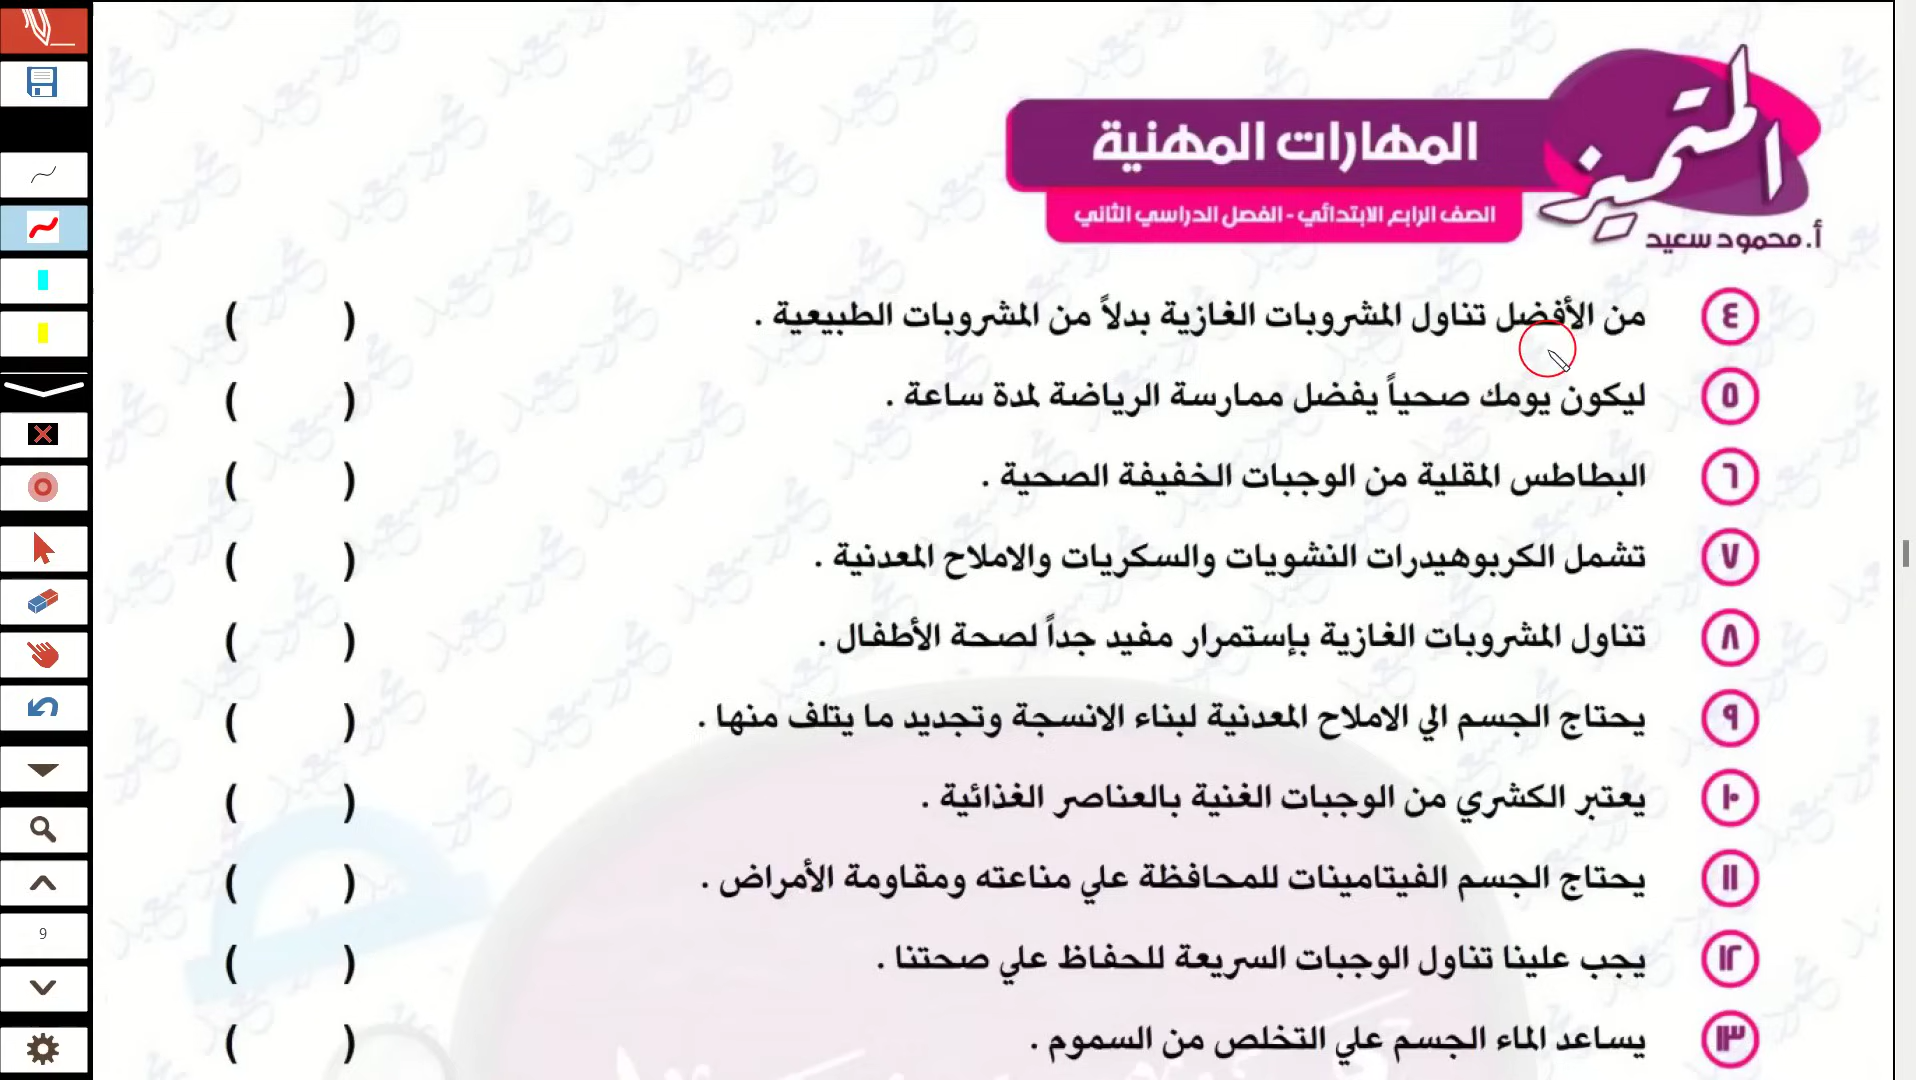 المتميز
المهارات المهنية
الصف الرابع الابتدائي - الفصل الدراسي الثاني
أ. محمود سعيد
٤ من الأفضل تناول المشروبات الغازية بدلاً من المشروبات الطبيعية . ( )
٥ ليكون يومك صحياً يفضل ممارسة الرياضة لمدة ساعة . ( )
٦ البطاطس المقلية من الوجبات الخفيفة الصحية . ( )
٧ تشمل الكربوهيدرات النشويات والسكريات والاملاح المعدنية . ( )
٨ تناول المشروبات الغازية بإستمرار مفيد جداً لصحة الأطفال . ( )
٩ يحتاج الجسم الي الاملاح المعدنية لبناء الانسجة وتجديد ما يتلف منها . ( )
١٠ يعتبر الكشري من الوجبات الغنية بالعناصر الغذائية . ( )
١١ يحتاج الجسم الفيتامينات للمحافظة علي مناعته ومقاومة الأمراض . ( )
١٢ يجب علينا تناول الوجبات السريعة للحفاظ علي صحتنا . ( )
١٣ يساعد الماء الجسم علي التخلص من السموم . ( )
9